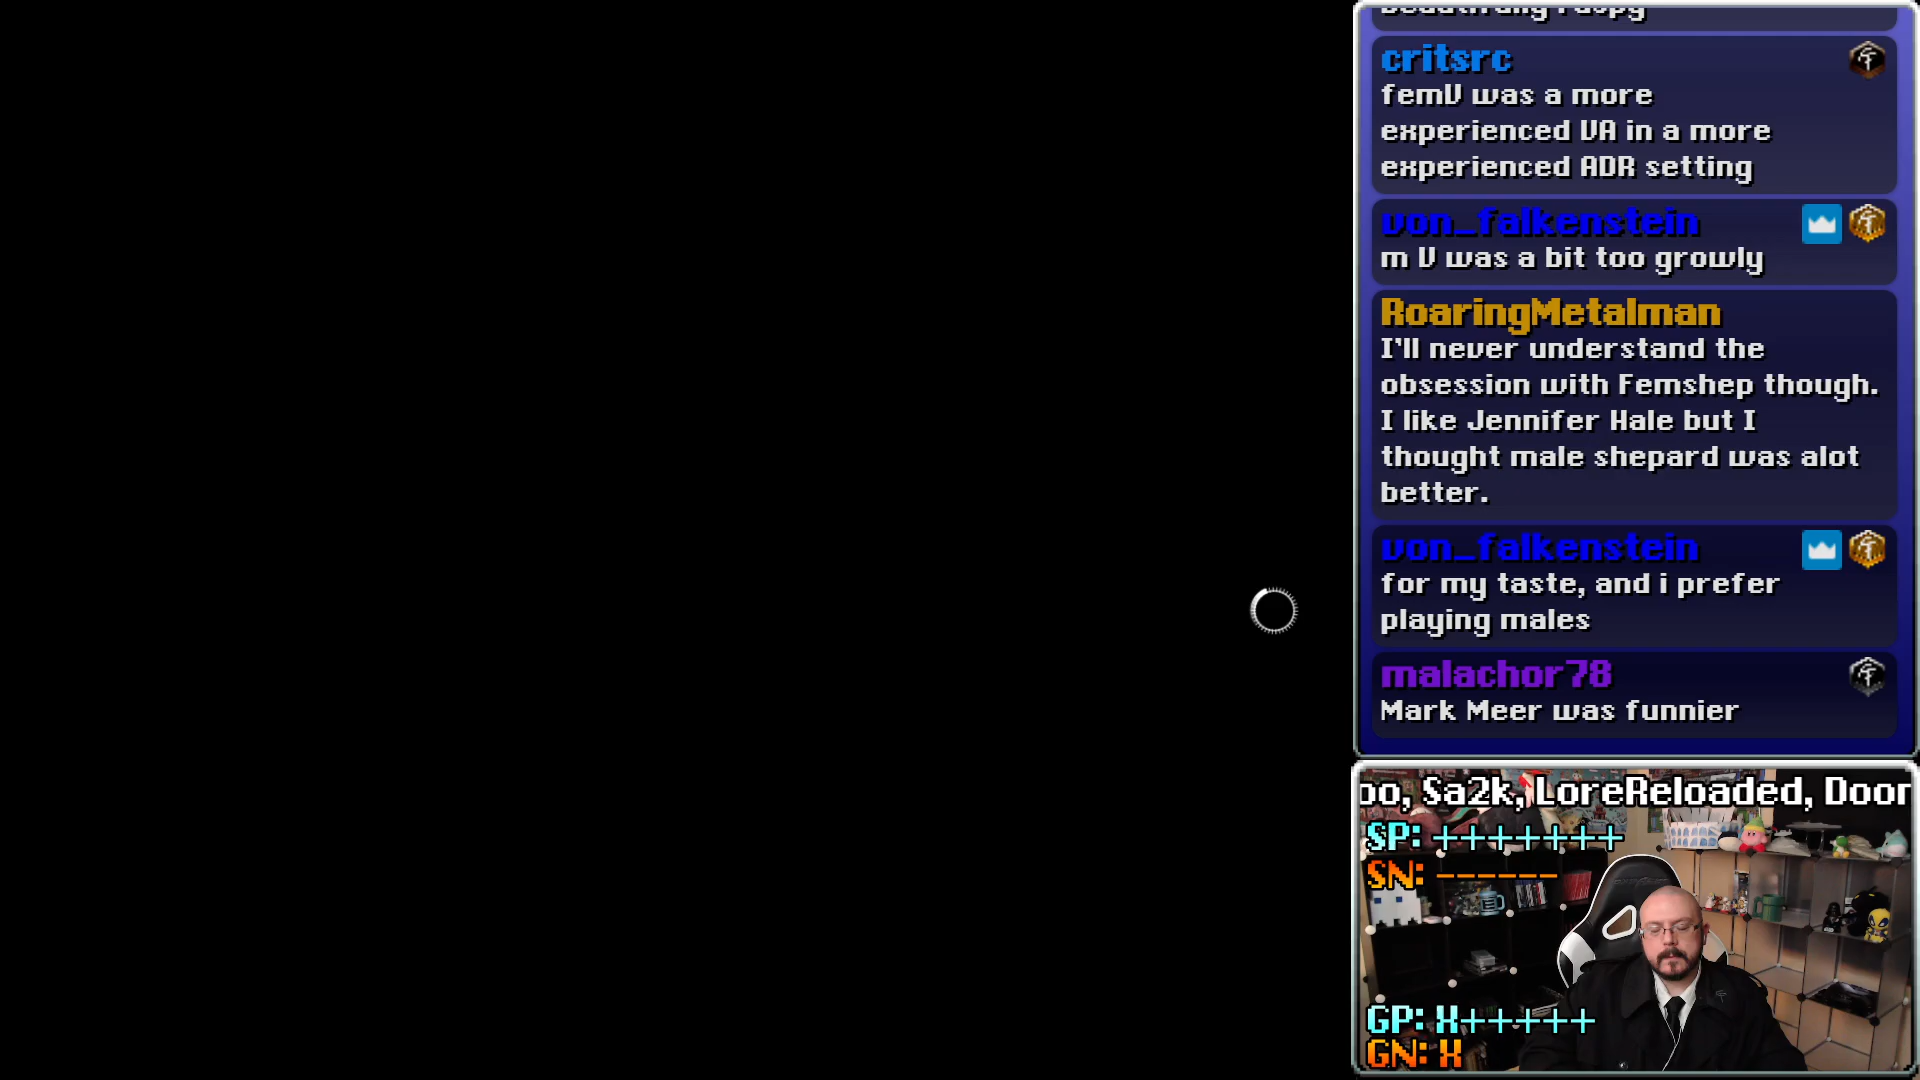 critsrc
femV was a more
experienced VA in a more
experienced ADR setting
von_falkenstein
m V was a bit too growly
RoaringMetalman
I'll never understand the
obsession with Femshep though.
I like Jennifer Hale but I
thought male shepard was alot
better.
von_falkenstein
for my taste, and i prefer
playing males
malachor78
Mark Meer was funnier
oo, Sa2k, LoreReloaded, Door
SP: +++++++
SN: ------
GP: X+++++
GN: X